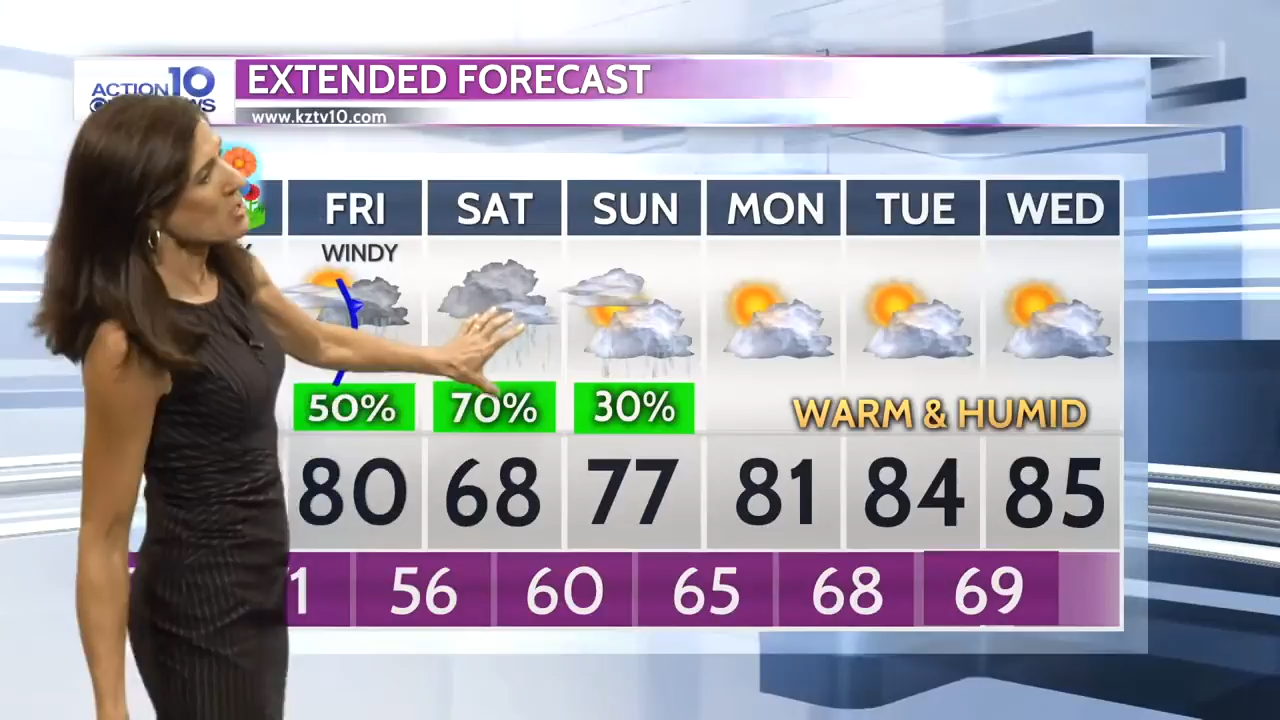 ACTION 10
EXTENDED FORECAST
www.kztv10.com
FRI SAT SUN MON TUE WED
WINDY
50% 70% 30%
WARM & HUMID
80 68 77 81 84 85
56 60 65 68 69